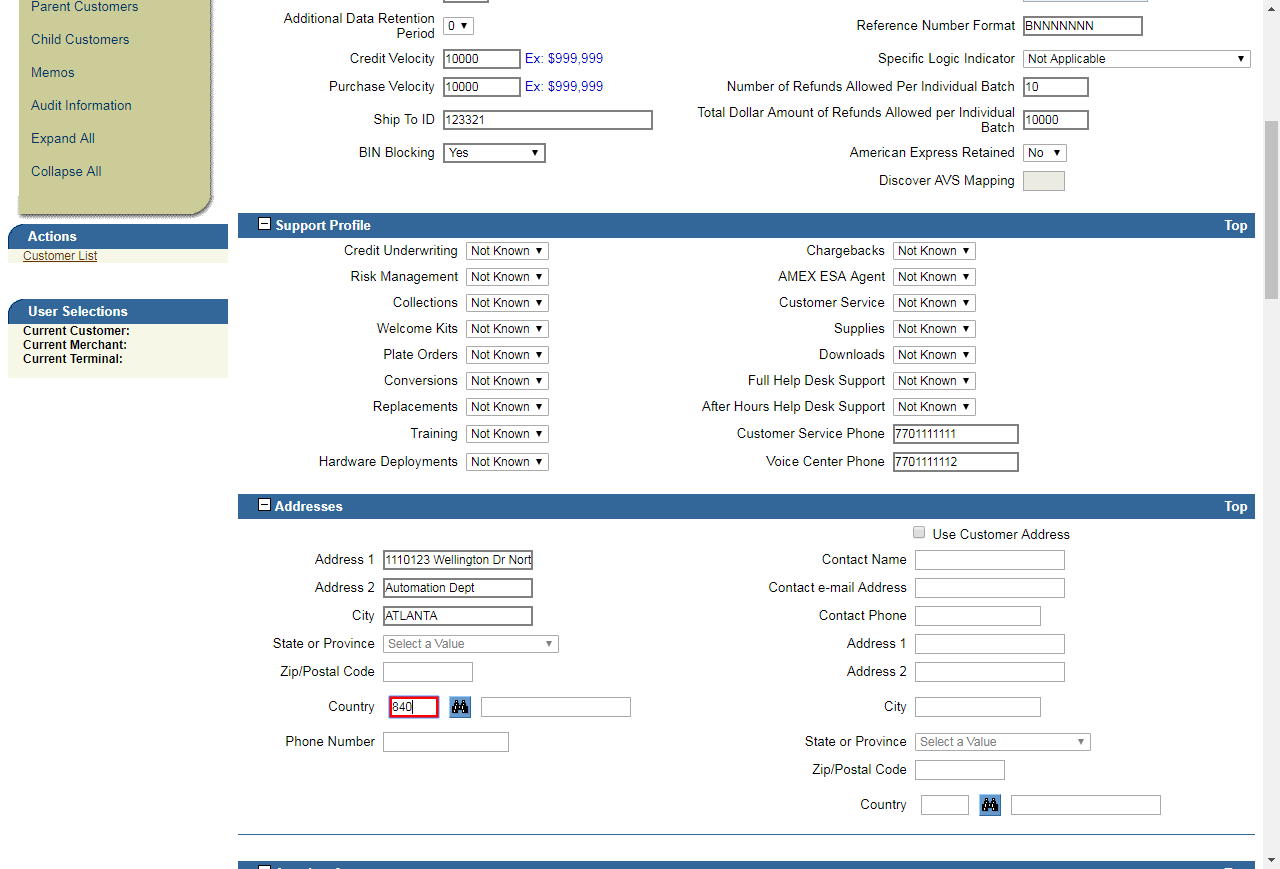 Parent Customers
Child Customers
Memos
Audit Information
Expand All
Collapse All
Actions
Customer List
User Selections
Current Customer:
Current Merchant:
Current Terminal:
Additional Data Retention
Period 0
Reference Number Format BNNNNNNN
Credit Velocity 10000 Ex: $999,999
Specific Logic Indicator Not Applicable
Purchase Velocity 10000 Ex: $999,999
Number of Refunds Allowed Per Individual Batch 10
Ship To ID 123321
Total Dollar Amount of Refunds Allowed per Individual
Batch 10000
BIN Blocking Yes
American Express Retained No
Discover AVS Mapping
Support Profile Top
Credit Underwriting Not Known Chargebacks Not Known
Risk Management Not Known AMEX ESA Agent Not Known
Collections Not Known Customer Service Not Known
Welcome Kits Not Known Supplies Not Known
Plate Orders Not Known Downloads Not Known
Conversions Not Known Full Help Desk Support Not Known
Replacements Not Known After Hours Help Desk Support Not Known
Training Not Known Customer Service Phone 7701111111
Hardware Deployments Not Known Voice Center Phone 7701111112
Addresses Top
Use Customer Address
Address 1 1110123 Wellington Dr Nort Contact Name
Address 2 Automation Dept Contact e-mail Address
City ATLANTA Contact Phone
State or Province Select a Value Address 1
Zip/Postal Code Address 2
Country 840 City
Phone Number State or Province Select a Value
Zip/Postal Code
Country